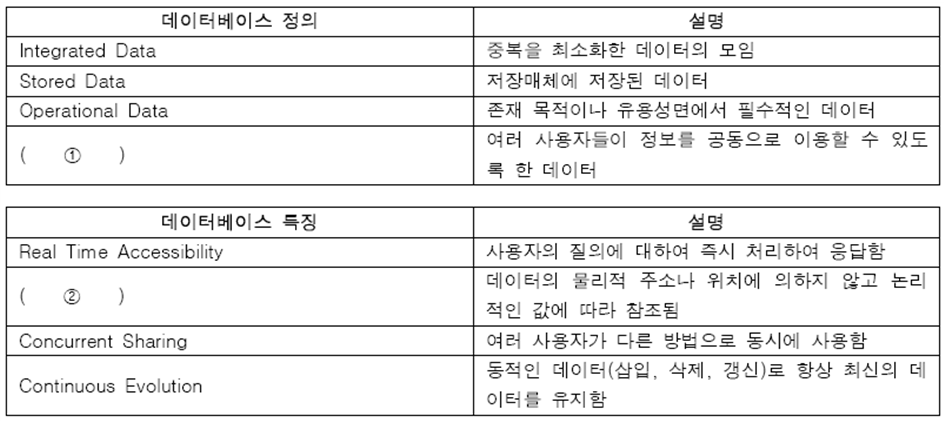 데이터베이스 정의 설명
Integrated Data 중복을 최소화한 데이터의 모임
Stored Data 저장매체에 저장된 데이터
Operational Data 존재 목적이나 유용성면에서 필수적인 데이터
( ① ) 여러 사용자들이 정보를 공동으로 이용할 수 있도
록 한 데이터
데이터베이스 특징 설명
Real Time Accessibility 사용자의 질의에 대하여 즉시 처리하여 응답함
( ② ) 데이터의 물리적 주소나 위치에 의하지 않고 논리
적인 값에 따라 참조됨
Concurrent Sharing 여러 사용자가 다른 방법으로 동시에 사용함
Continuous Evolution 동적인 데이터(삽입, 삭제, 갱신)로 항상 최신의 데
이터를 유지함